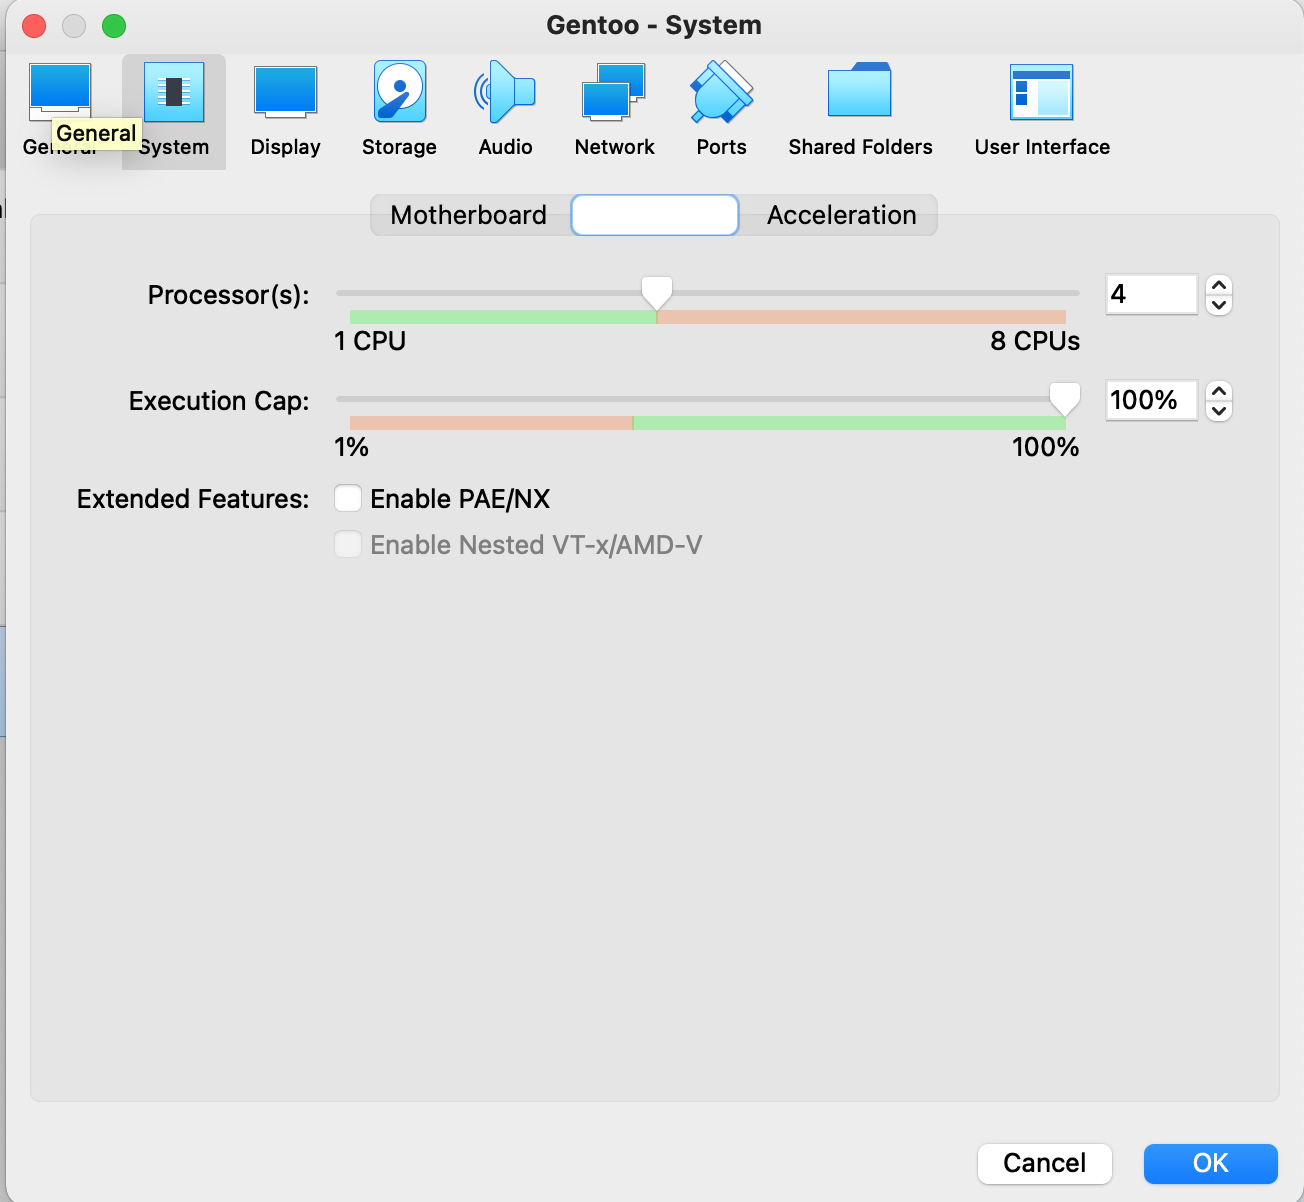 Gentoo - System
General
General
System
Display
Storage
Audio
Network
Ports
Shared Folders
User Interface
Motherboard
Acceleration
Processor(s):
4
1 CPU
8 CPUs
Execution Cap:
100%
1%
100%
Extended Features:
Enable PAE/NX
Enable Nested VT-x/AMD-V
Cancel
OK